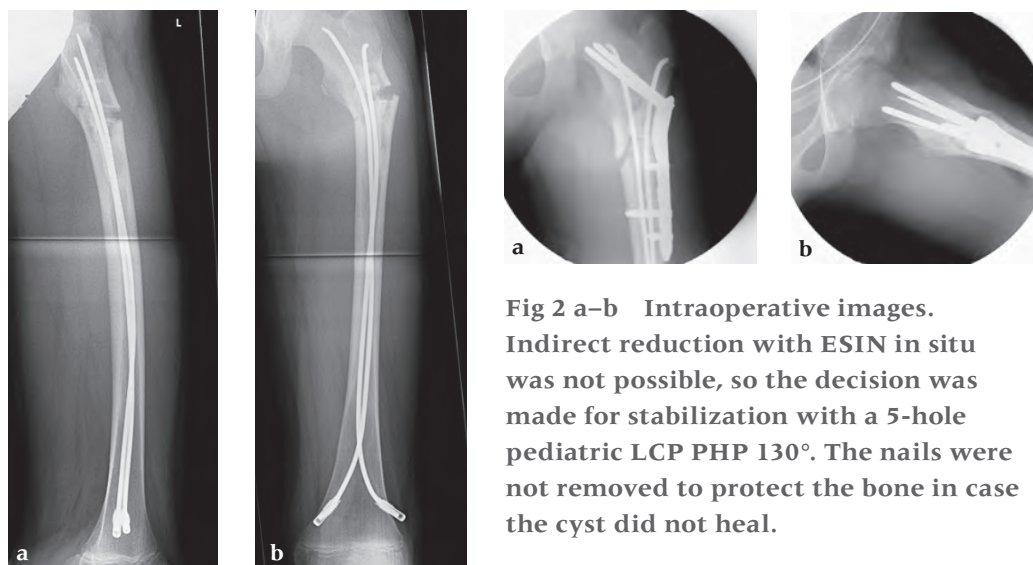 L
a
b
a
b
Fig 2 a–b Intraoperative images.
Indirect reduction with ESIN in situ
was not possible, so the decision was
made for stabilization with a 5-hole
pediatric LCP PHP 130°. The nails were
not removed to protect the bone in case
the cyst did not heal.